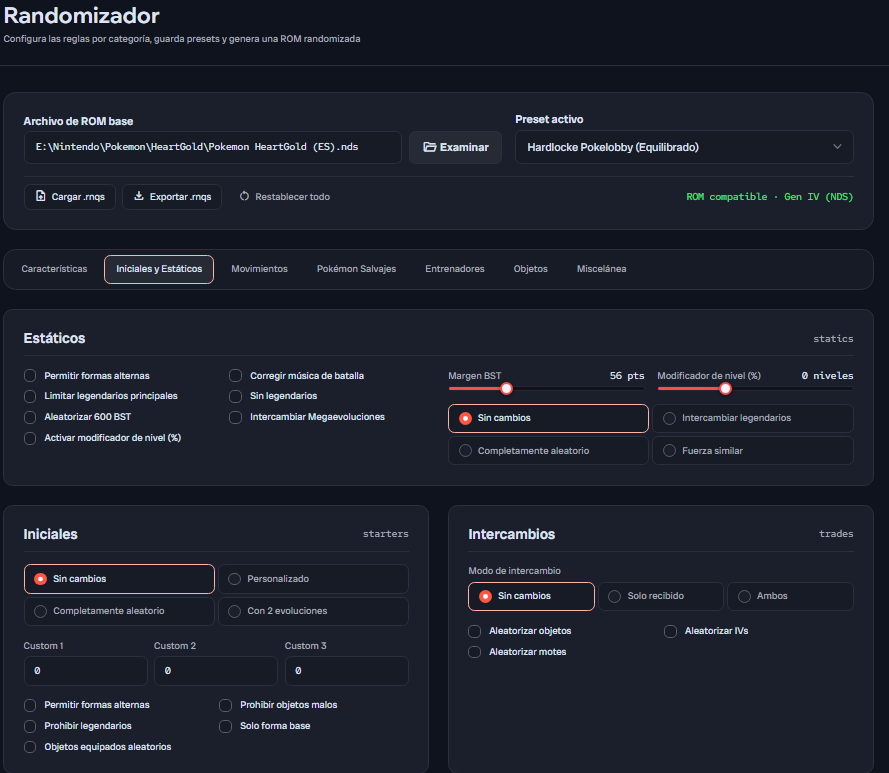 Randomizador
Configura las reglas por categoría, guarda presets y genera una ROM randomizada
Archivo de ROM base
E:\Nintendo\Pokemon\HeartGold\Pokemon HeartGold (ES).nds
Examinar
Preset activo
Hardlocke Pokelobby (Equilibrado)
Cargar .rnqs
Exportar .rnqs
Restablecer todo
ROM compatible · Gen IV (NDS)
Características
Iniciales y Estáticos
Movimientos
Pokémon Salvajes
Entrenadores
Objetos
Miscelánea
Estáticos
statics
Permitir formas alternas
Limitar legendarios principales
Aleatorizar 600 BST
Activar modificador de nivel (%)
Corregir música de batalla
Sin legendarios
Intercambiar Megaevoluciones
Margen BST
56 pts
Modificador de nivel (%)
0 niveles
Sin cambios
Intercambiar legendarios
Completamente aleatorio
Fuerza similar
Iniciales
starters
Sin cambios
Personalizado
Completamente aleatorio
Con 2 evoluciones
Custom 1
Custom 2
Custom 3
0
0
0
Permitir formas alternas
Prohibir legendarios
Objetos equipados aleatorios
Prohibir objetos malos
Solo forma base
Intercambios
trades
Modo de intercambio
Sin cambios
Solo recibido
Ambos
Aleatorizar objetos
Aleatorizar motes
Aleatorizar IVs